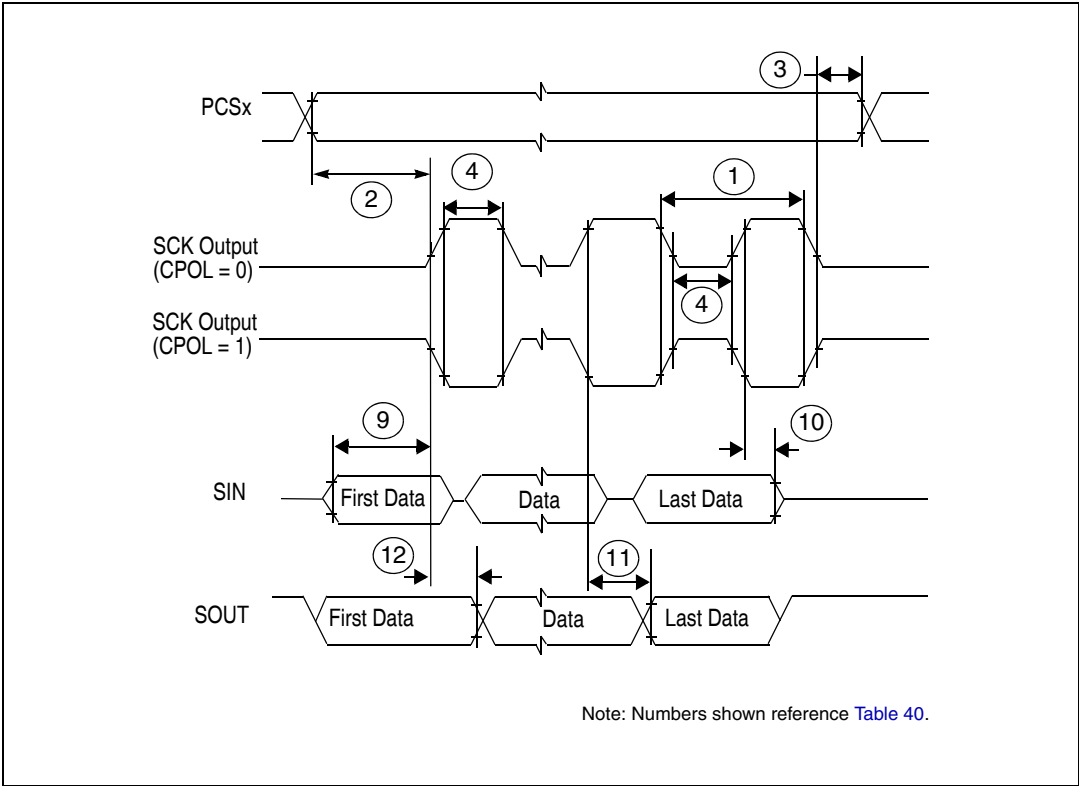 3
PCSx
2
4
1
SCK Output
(CPOL = 0)
4
SCK Output
(CPOL = 1)
9
10
SIN
First Data
Data
Last Data
12
11
SOUT
First Data
Data
Last Data
Note: Numbers shown reference Table 40.